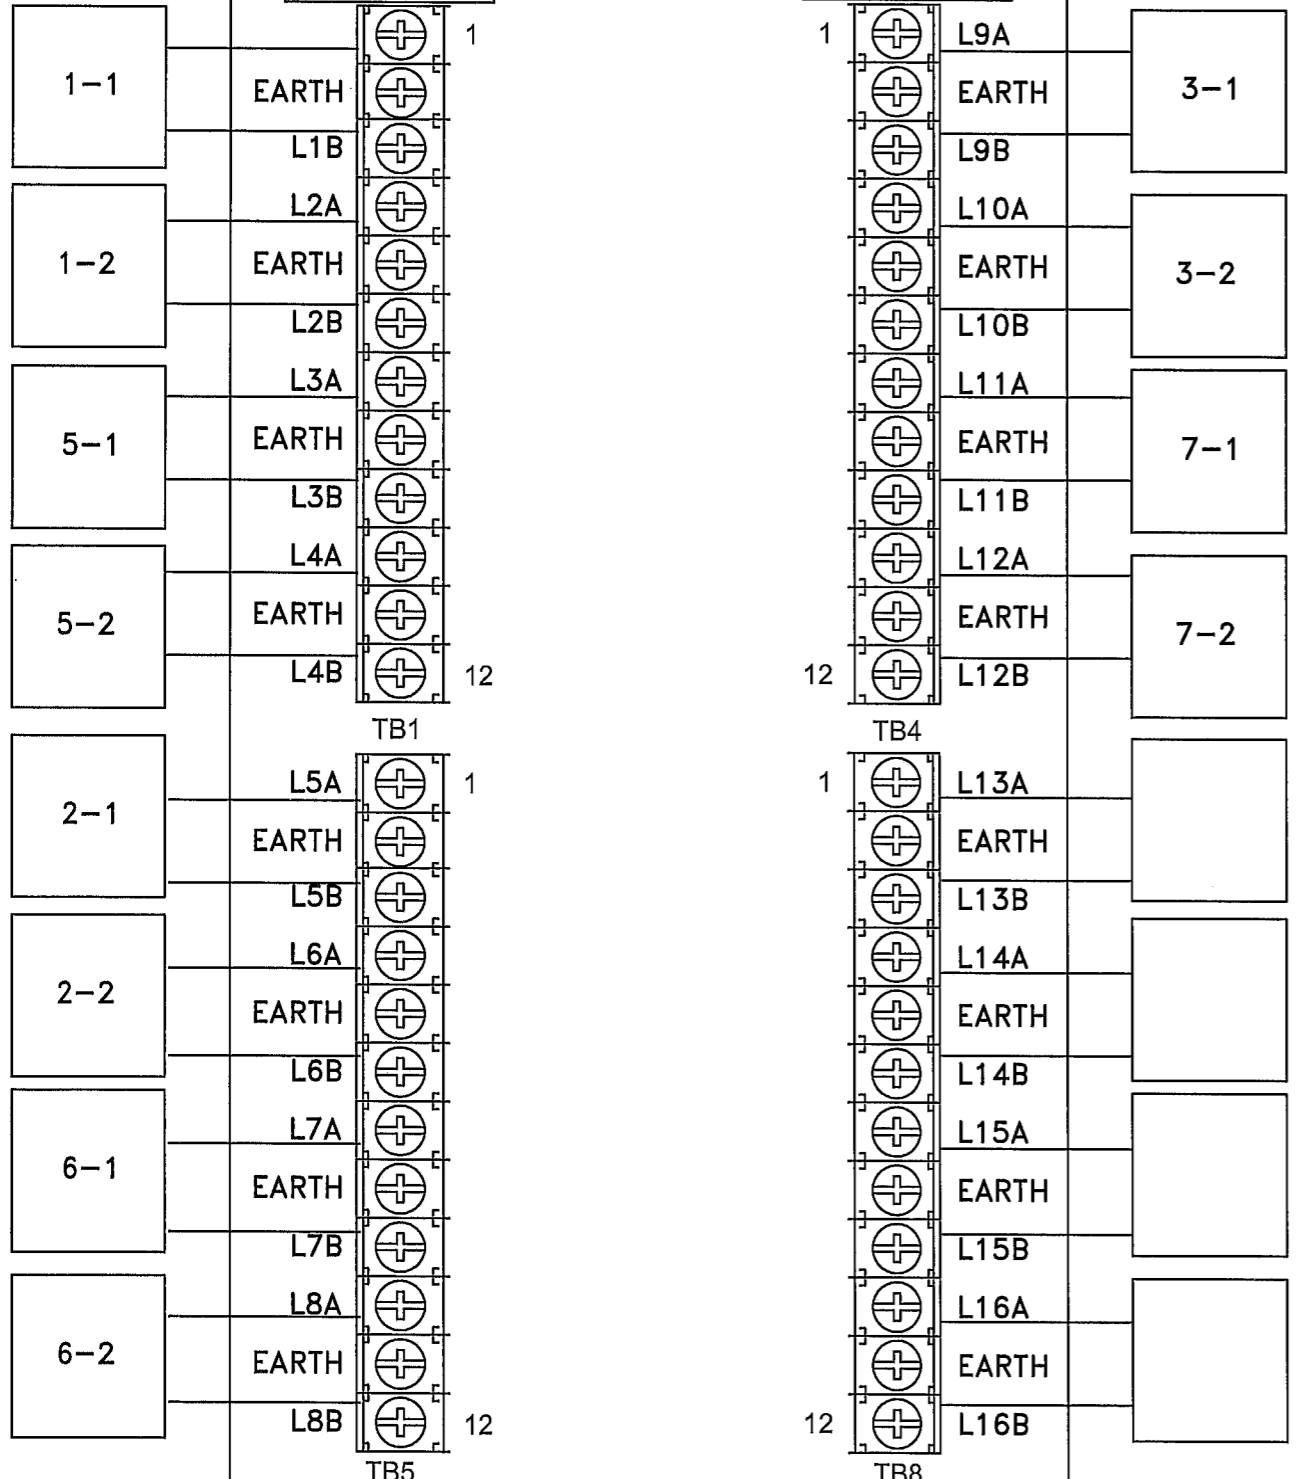 1
1-1
EARTH
L1B
L2A
1-2
EARTH
L2B
L3A
5-1
EARTH
L3B
L4A
5-2
EARTH
L4B
12
TB1
L5A
1
2-1
EARTH
L5B
L6A
2-2
EARTH
L6B
L7A
6-1
EARTH
L7B
L8A
6-2
EARTH
L8B
12
TB5
1
L9A
EARTH
3-1
L9B
L10A
EARTH
3-2
L10B
L11A
EARTH
7-1
L11B
L12A
EARTH
7-2
12
L12B
TB4
1
L13A
EARTH
L13B
L14A
EARTH
L14B
L15A
EARTH
L15B
L16A
EARTH
12
L16B
TB8